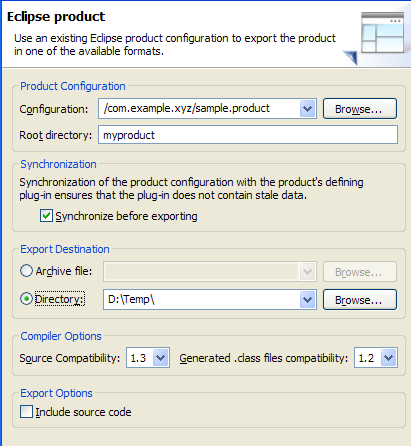 Eclipse product
Use an existing Eclipse product configuration to export the product
in one of the available formats.
Product Configuration
Configuration: /com.example.xyz/sample.product Browse...
Root directory: myproduct
Synchronization
Synchronization of the product configuration with the product's defining
plug-in ensures that the plug-in does not contain stale data.
Synchronize before exporting
Export Destination
Archive file: Browse...
Directory: D:\Temp\ Browse...
Compiler Options
Source Compatibility: 1.3 Generated .class files compatibility: 1.2
Export Options
Include source code